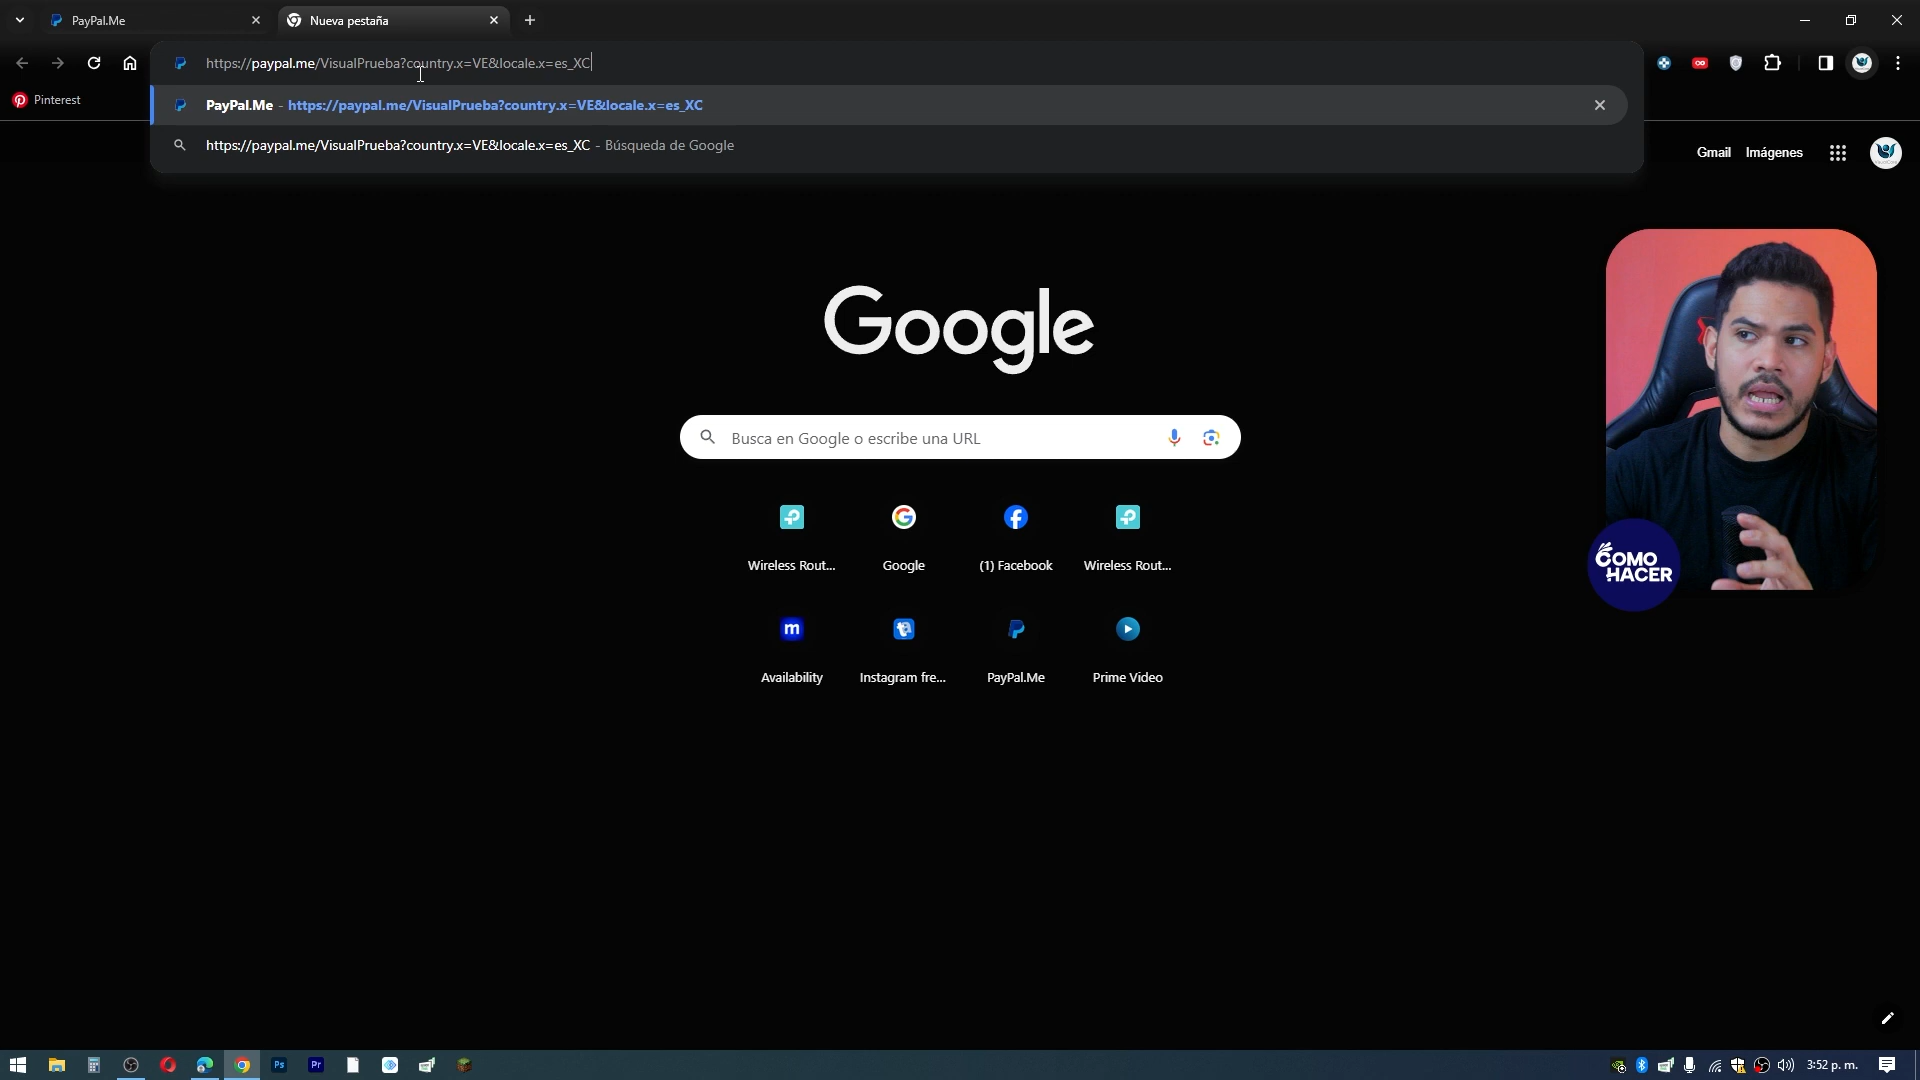 PayPal.Me
Nueva pestaña
https://paypal.me/VisualPrueba?country.x=VE&locale.x=es_XC
Pinterest
PayPal.Me - https://paypal.me/VisualPrueba?country.x=VE&locale.x=es_XC
https://paypal.me/VisualPrueba?country.x=VE&locale.x=es_XC - Búsqueda de Google
Gmail Imágenes
Google
Busca en Google o escribe una URL
Wireless Rout...
Google
(1) Facebook
Wireless Rout...
m
Availability
Instagram fre...
PayPal.Me
Prime Video
COMO
HACER
Ps
Pr
3:52 p. m.